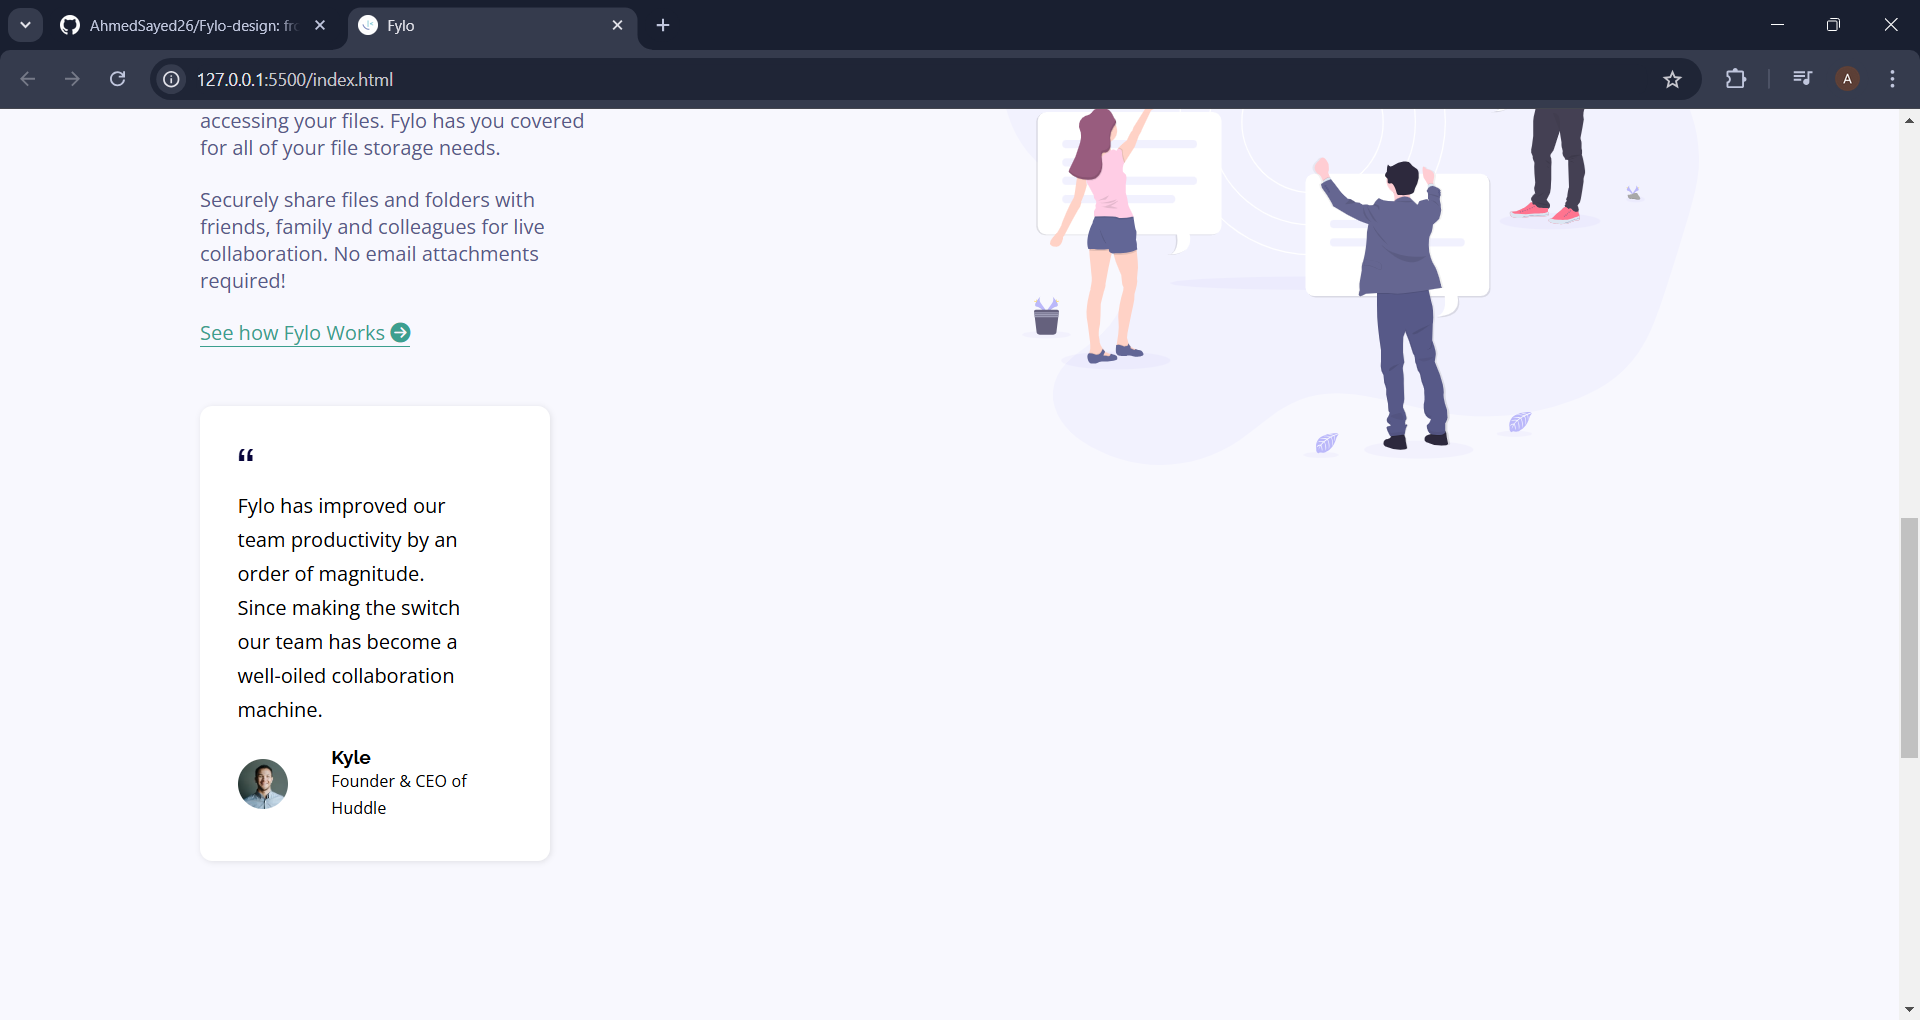 AhmedSayed26/Fylo-design: fr
Fylo
127.0.0.1:5500/index.html
A
accessing your files. Fylo has you covered
for all of your file storage needs.
Securely share files and folders with
friends, family and colleagues for live
collaboration. No email attachments
required!
See how Fylo Works
“
Fylo has improved our
team productivity by an
order of magnitude.
Since making the switch
our team has become a
well-oiled collaboration
machine.
Kyle
Founder & CEO of
Huddle